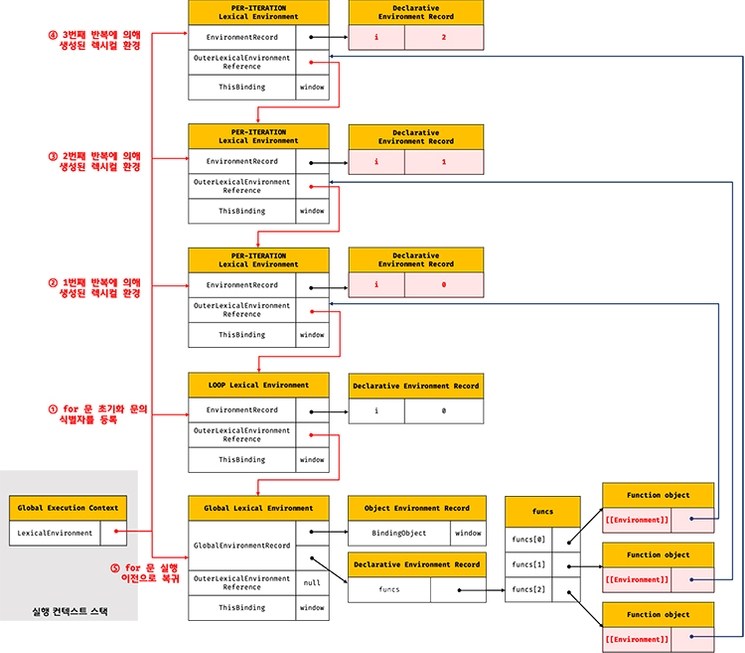 ④ 3번째 반복에 의해
생성된 렉시컬 환경
PER-ITERATION
Lexical Environment
EnvironmentRecord
OuterLexicalEnvironment
Reference
ThisBinding
window
Declarative
Environment Record
i
2
③ 2번째 반복에 의해
생성된 렉시컬 환경
PER-ITERATION
Lexical Environment
EnvironmentRecord
OuterLexicalEnvironment
Reference
ThisBinding
window
Declarative
Environment Record
i
1
② 1번째 반복에 의해
생성된 렉시컬 환경
PER-ITERATION
Lexical Environment
EnvironmentRecord
OuterLexicalEnvironment
Reference
ThisBinding
window
Declarative
Environment Record
i
0
① for 문 초기화 문의
식별자를 등록
LOOP Lexical Environment
EnvironmentRecord
OuterLexicalEnvironment
Reference
ThisBinding
window
Declarative Environment Record
i
0
Global Execution Context
LexicalEnvironment
실행 컨텍스트 스택
⑤ for 문 실행
이전으로 복귀
Global Lexical Environment
GlobalEnvironmentRecord
OuterLexicalEnvironment
Reference
null
ThisBinding
window
Object Environment Record
BindingObject
window
Declarative Environment Record
funcs
funcs
funcs[0]
funcs[1]
funcs[2]
Function object
[[Environment]]
Function object
[[Environment]]
Function object
[[Environment]]